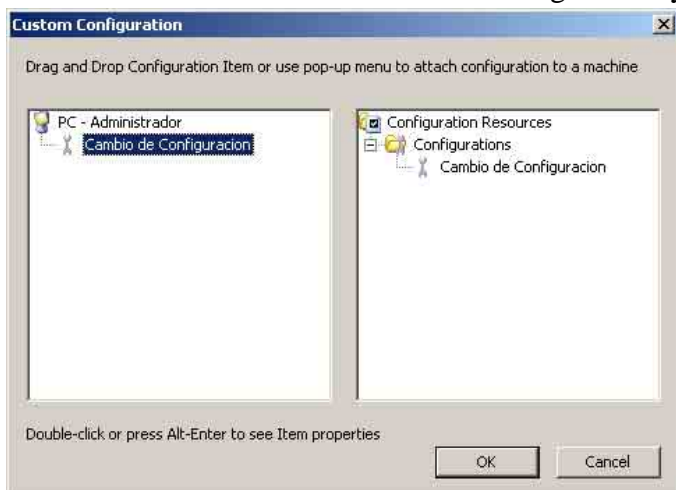 Custom Configuration
Drag and Drop Configuration Item or use pop-up menu to attach configuration to a machine
PC - Administrador
Cambio de Configuracion
Configuration Resources
Configurations
Cambio de Configuracion
Double-click or press Alt-Enter to see Item properties
OK
Cancel